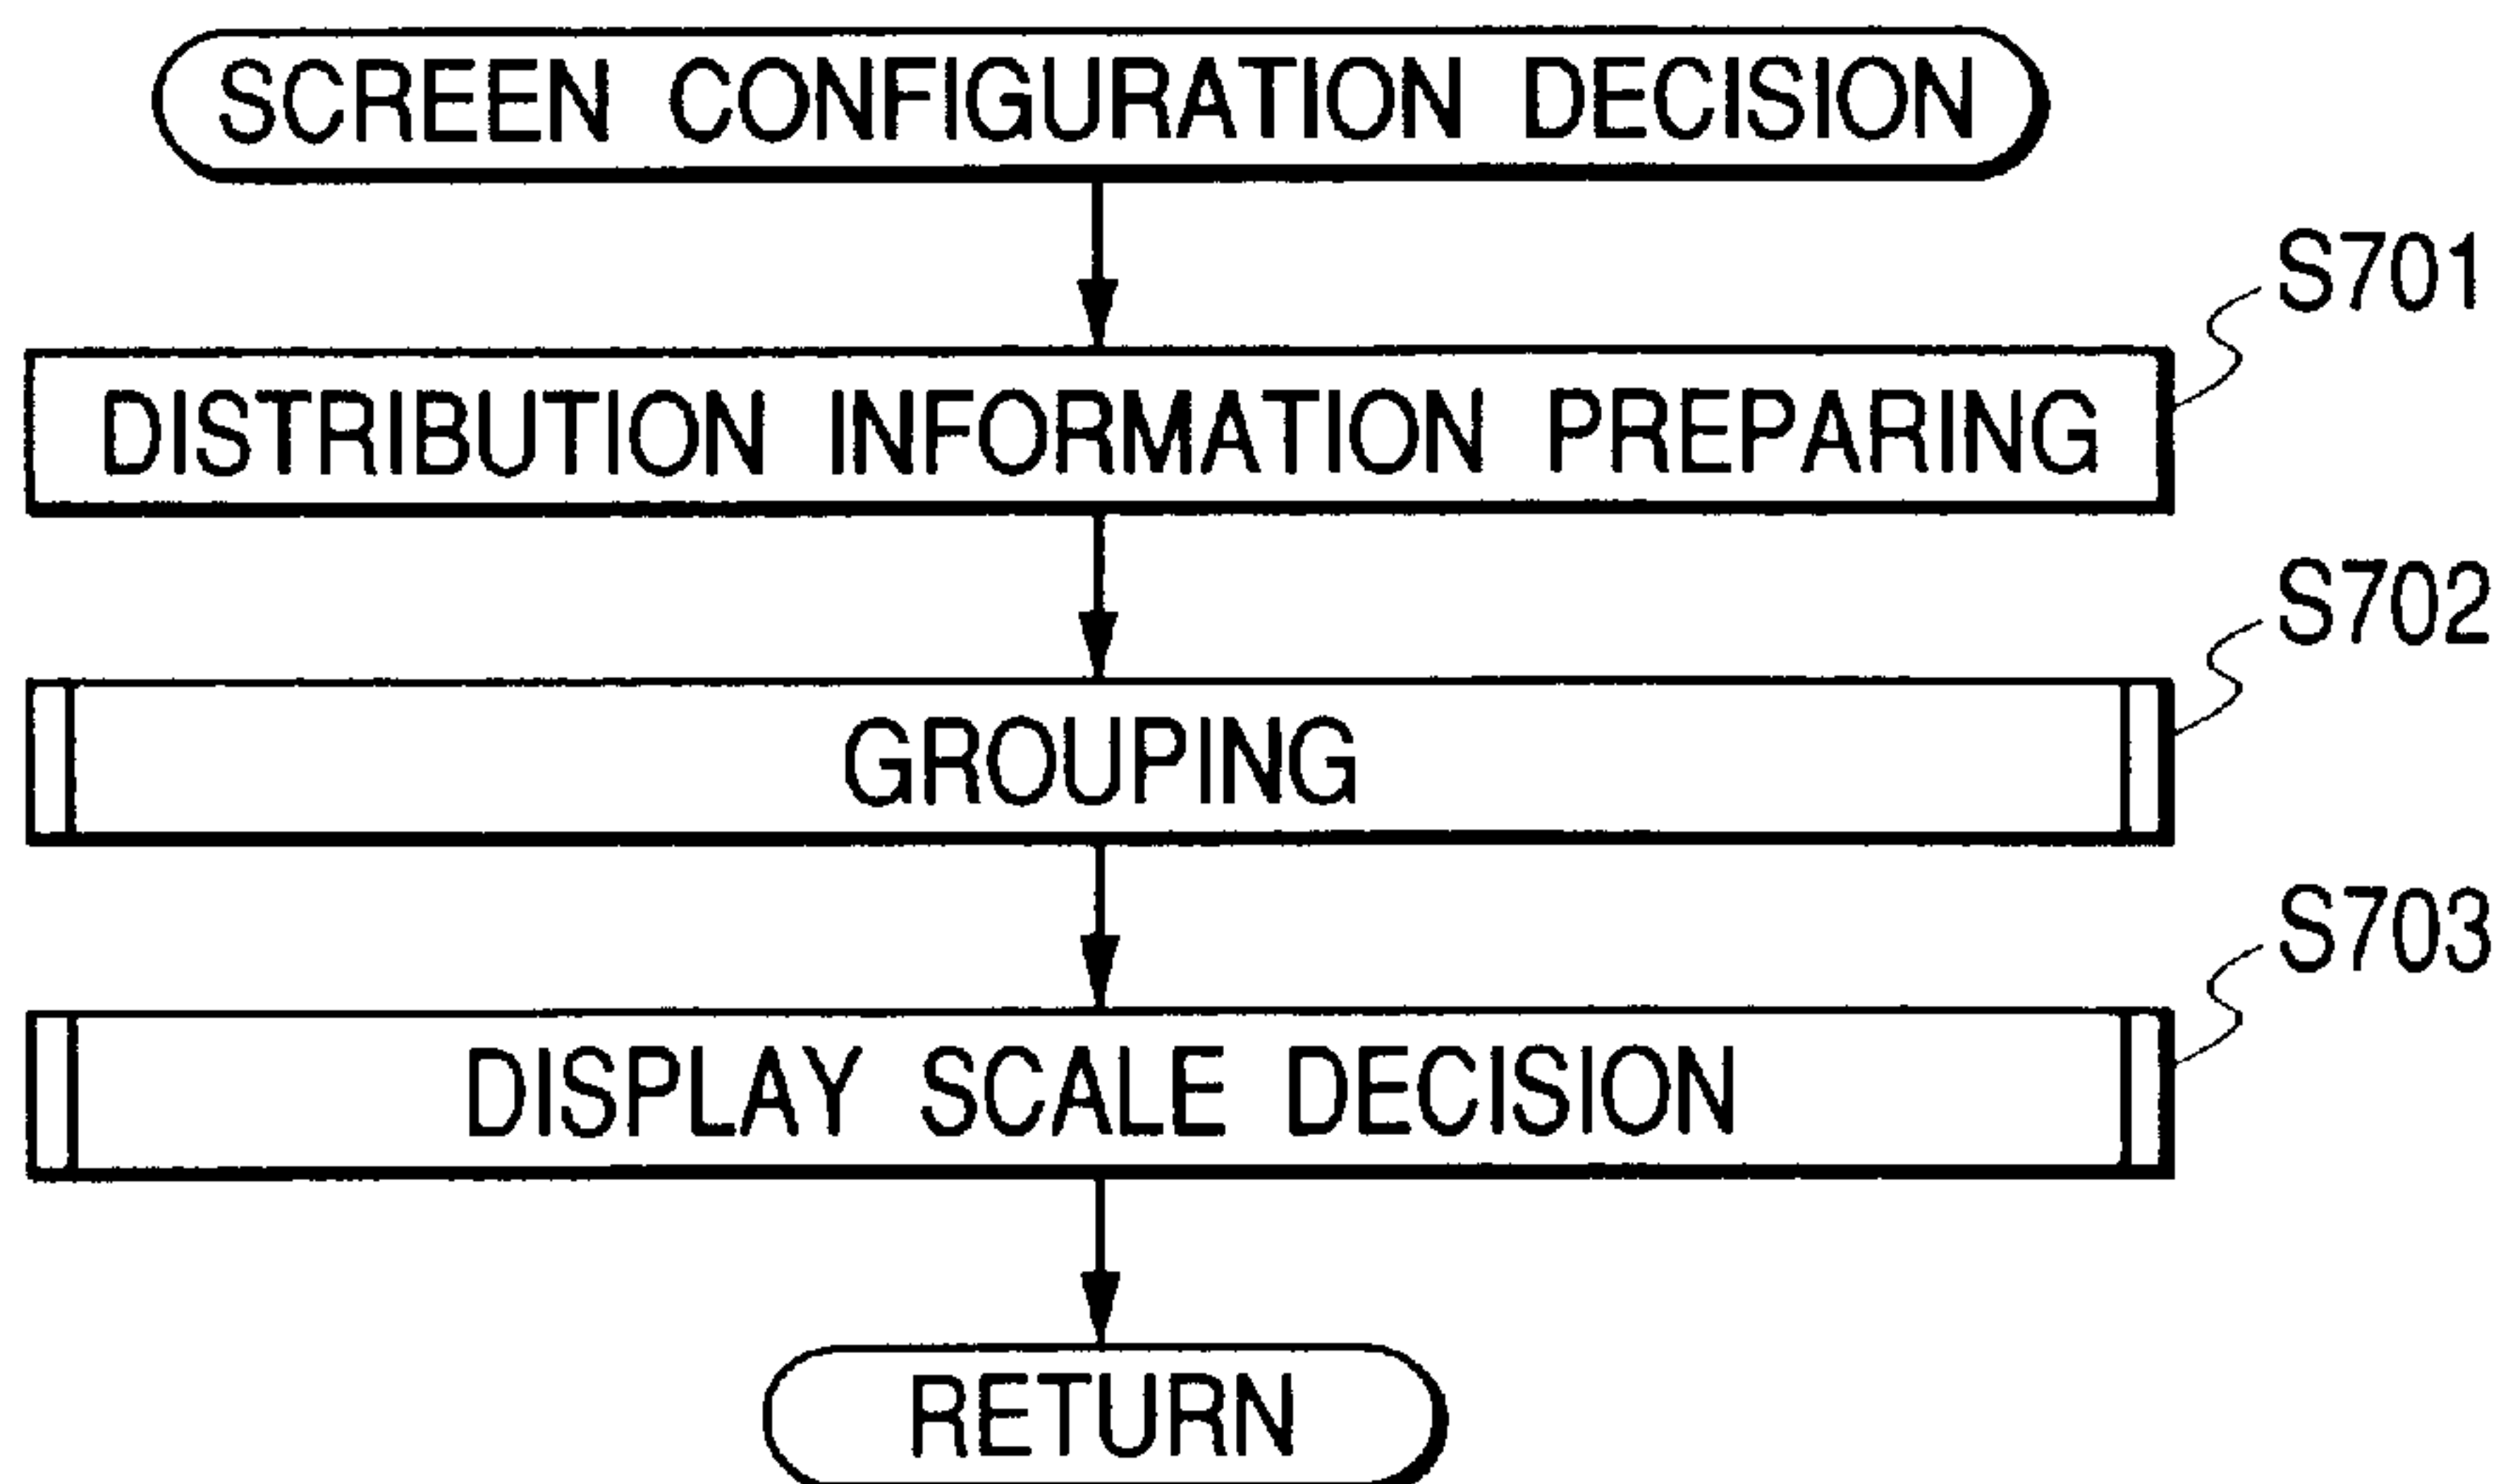 SCREEN CONFIGURATION DECISION
S701
DISTRIBUTION INFORMATION PREPARING
S702
GROUPING
S703
DISPLAY SCALE DECISION
RETURN